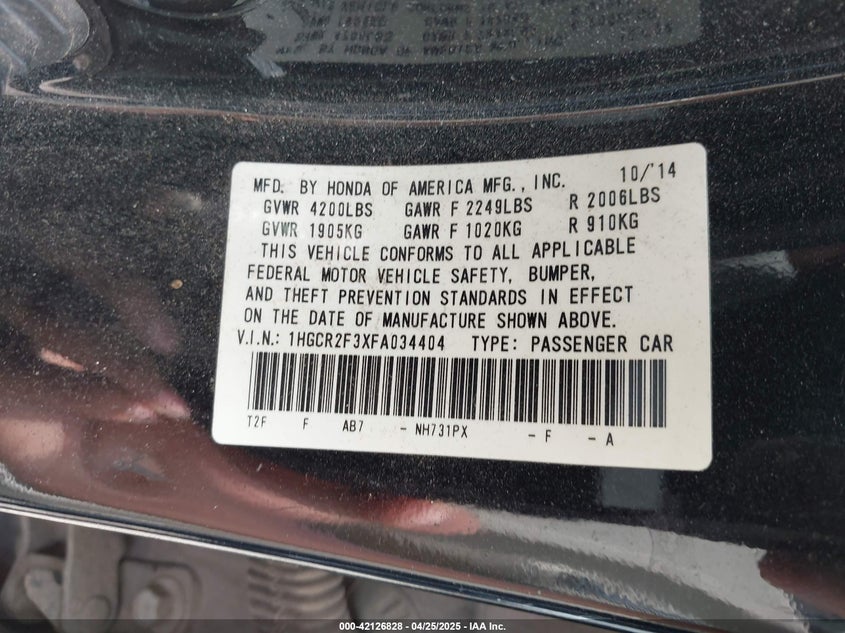 MFD. BY HONDA OF AMERICA MFG., INC. 10/'14
GVWR 4200LBS GAWR F 2249LBS R 2006LBS
GVWR 1905KG GAWR F 1020KG R 910KG
THIS VEHICLE CONFORMS TO ALL APPLICABLE
FEDERAL MOTOR VEHICLE SAFETY, BUMPER,
AND THEFT PREVENTION STANDARDS IN EFFECT
ON THE DATE OF MANUFACTURE SHOWN ABOVE.
V.I.N.: 1HGCR2F3XFA034404 TYPE: PASSENGER CAR
T2F F AB7 - NH731PX - F - A
000-42126828 - 04/25/2025 - IAA Inc.